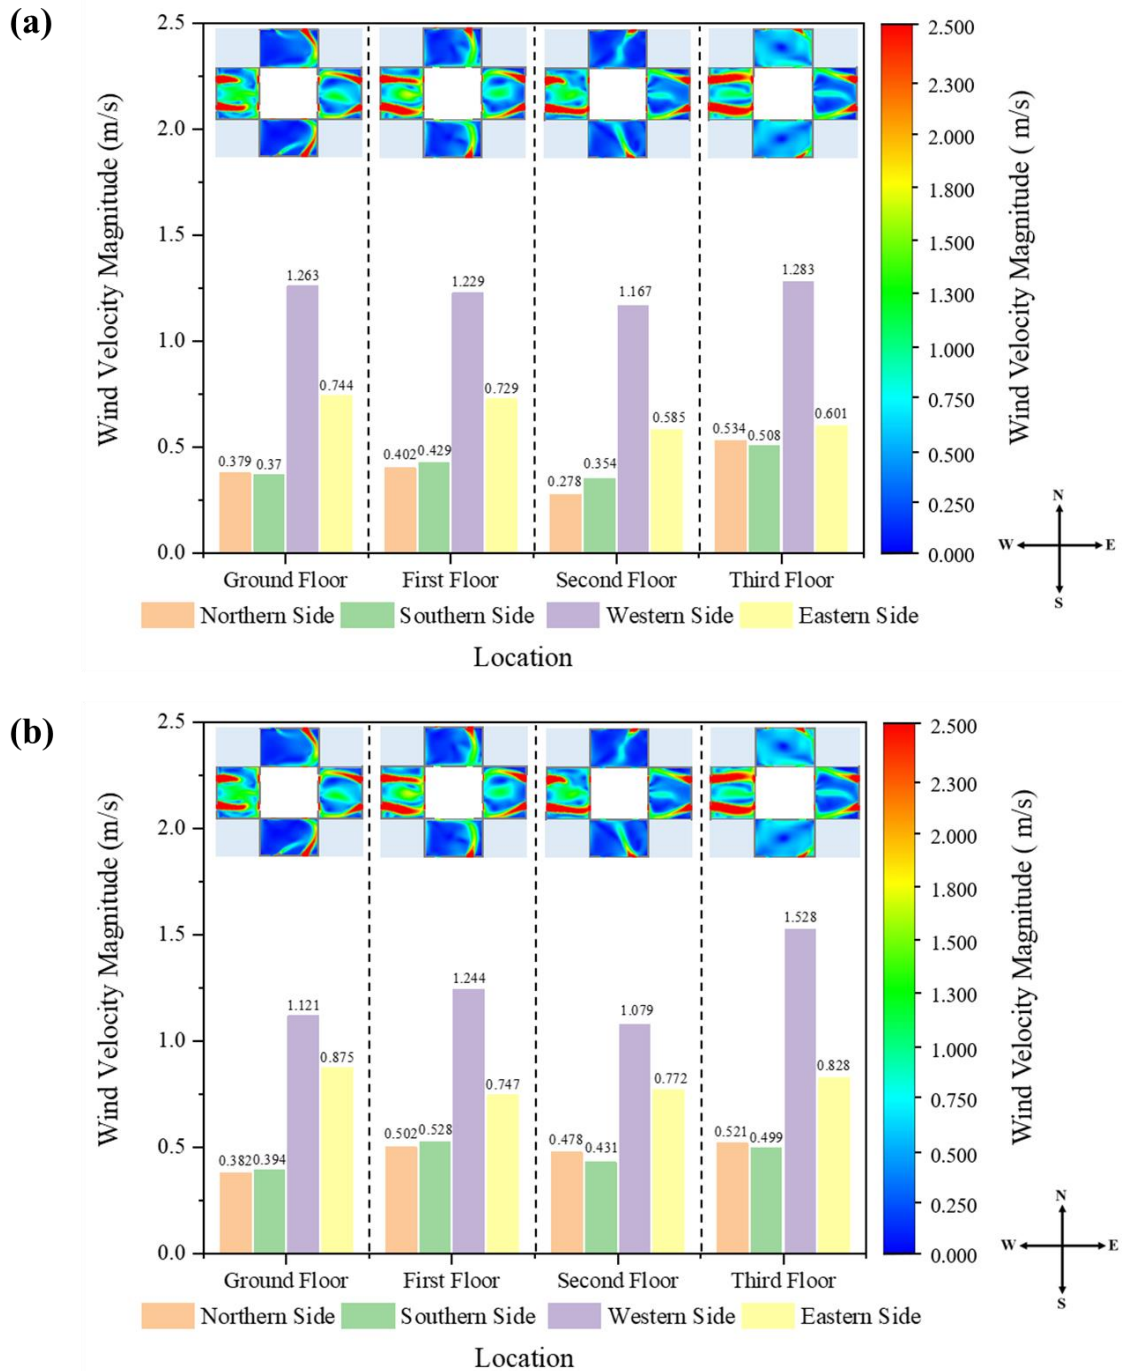 (a)
Wind Velocity Magnitude (m/s)
2.5
2.0
1.5
1.0
0.5
0.0
0.379
0.37
1.263
0.744
0.402
0.429
1.229
0.729
0.278
0.354
1.167
0.585
0.534
0.508
1.283
0.601
Ground Floor
First Floor
Second Floor
Third Floor
Northern Side
Southern Side
Western Side
Eastern Side
Location
2.500
2.300
2.000
1.800
1.500
1.300
1.000
0.750
0.500
0.250
0.000
Wind Velocity Magnitude ( m/s)
N
W
E
S
(b)
Wind Velocity Magnitude (m/s)
2.5
2.0
1.5
1.0
0.5
0.0
0.382
0.394
1.121
0.875
0.502
0.528
1.244
0.747
0.478
0.431
1.079
0.772
0.521
0.499
1.528
0.828
Ground Floor
First Floor
Second Floor
Third Floor
Northern Side
Southern Side
Western Side
Eastern Side
Location
2.500
2.300
2.000
1.800
1.500
1.300
1.000
0.750
0.500
0.250
0.000
Wind Velocity Magnitude ( m/s)
N
W
E
S